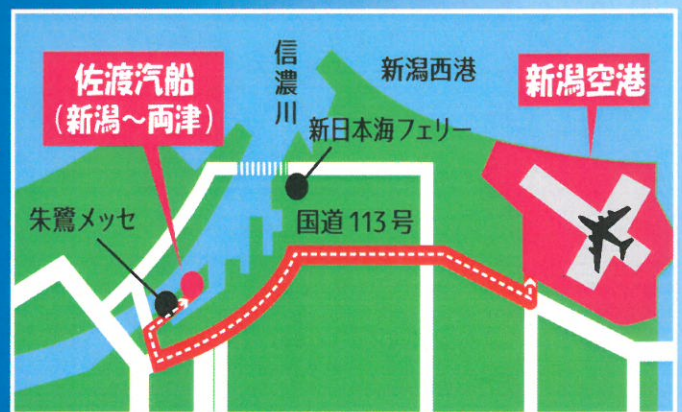 佐渡汽船
(新潟～両津)
信濃川
新潟西港
新潟空港
新日本海フェリー
朱鷺メッセ
国道113号